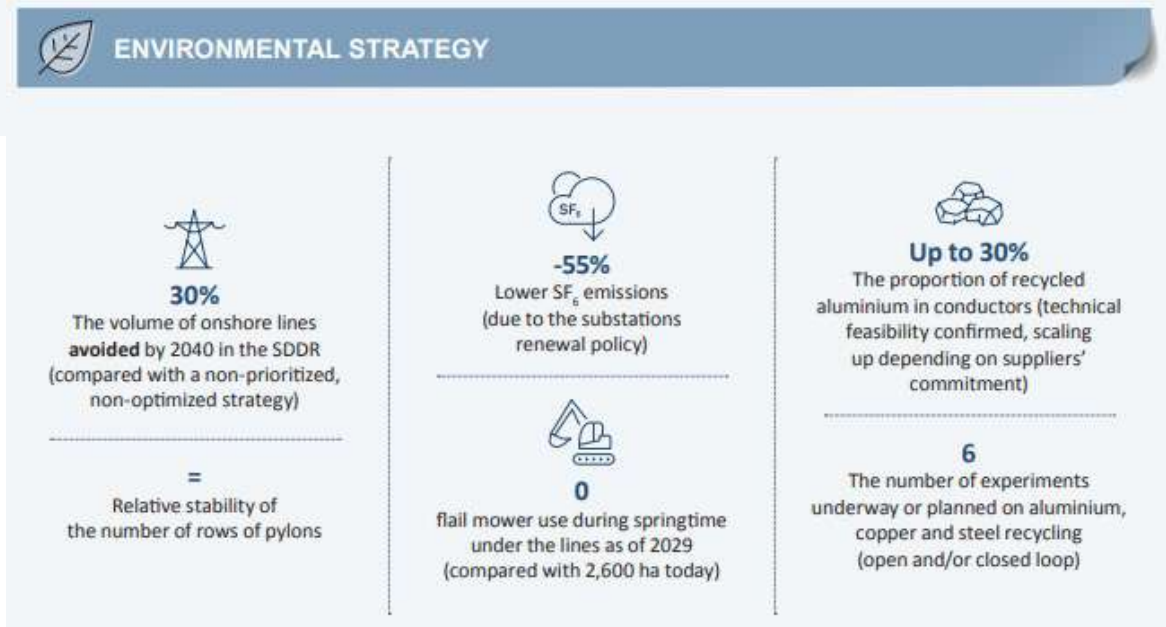 ENVIRONMENTAL STRATEGY
30%
The volume of onshore lines
avoided by 2040 in the SDDR
(compared with a non-prioritized,
non-optimized strategy)
=
Relative stability of
the number of rows of pylons
SF₆
-55%
Lower SF₆ emissions
(due to the substations
renewal policy)
0
flail mower use during springtime
under the lines as of 2029
(compared with 2,600 ha today)
Up to 30%
The proportion of recycled
aluminium in conductors (technical
feasibility confirmed, scaling
up depending on suppliers’
commitment)
6
The number of experiments
underway or planned on aluminium,
copper and steel recycling
(open and/or closed loop)